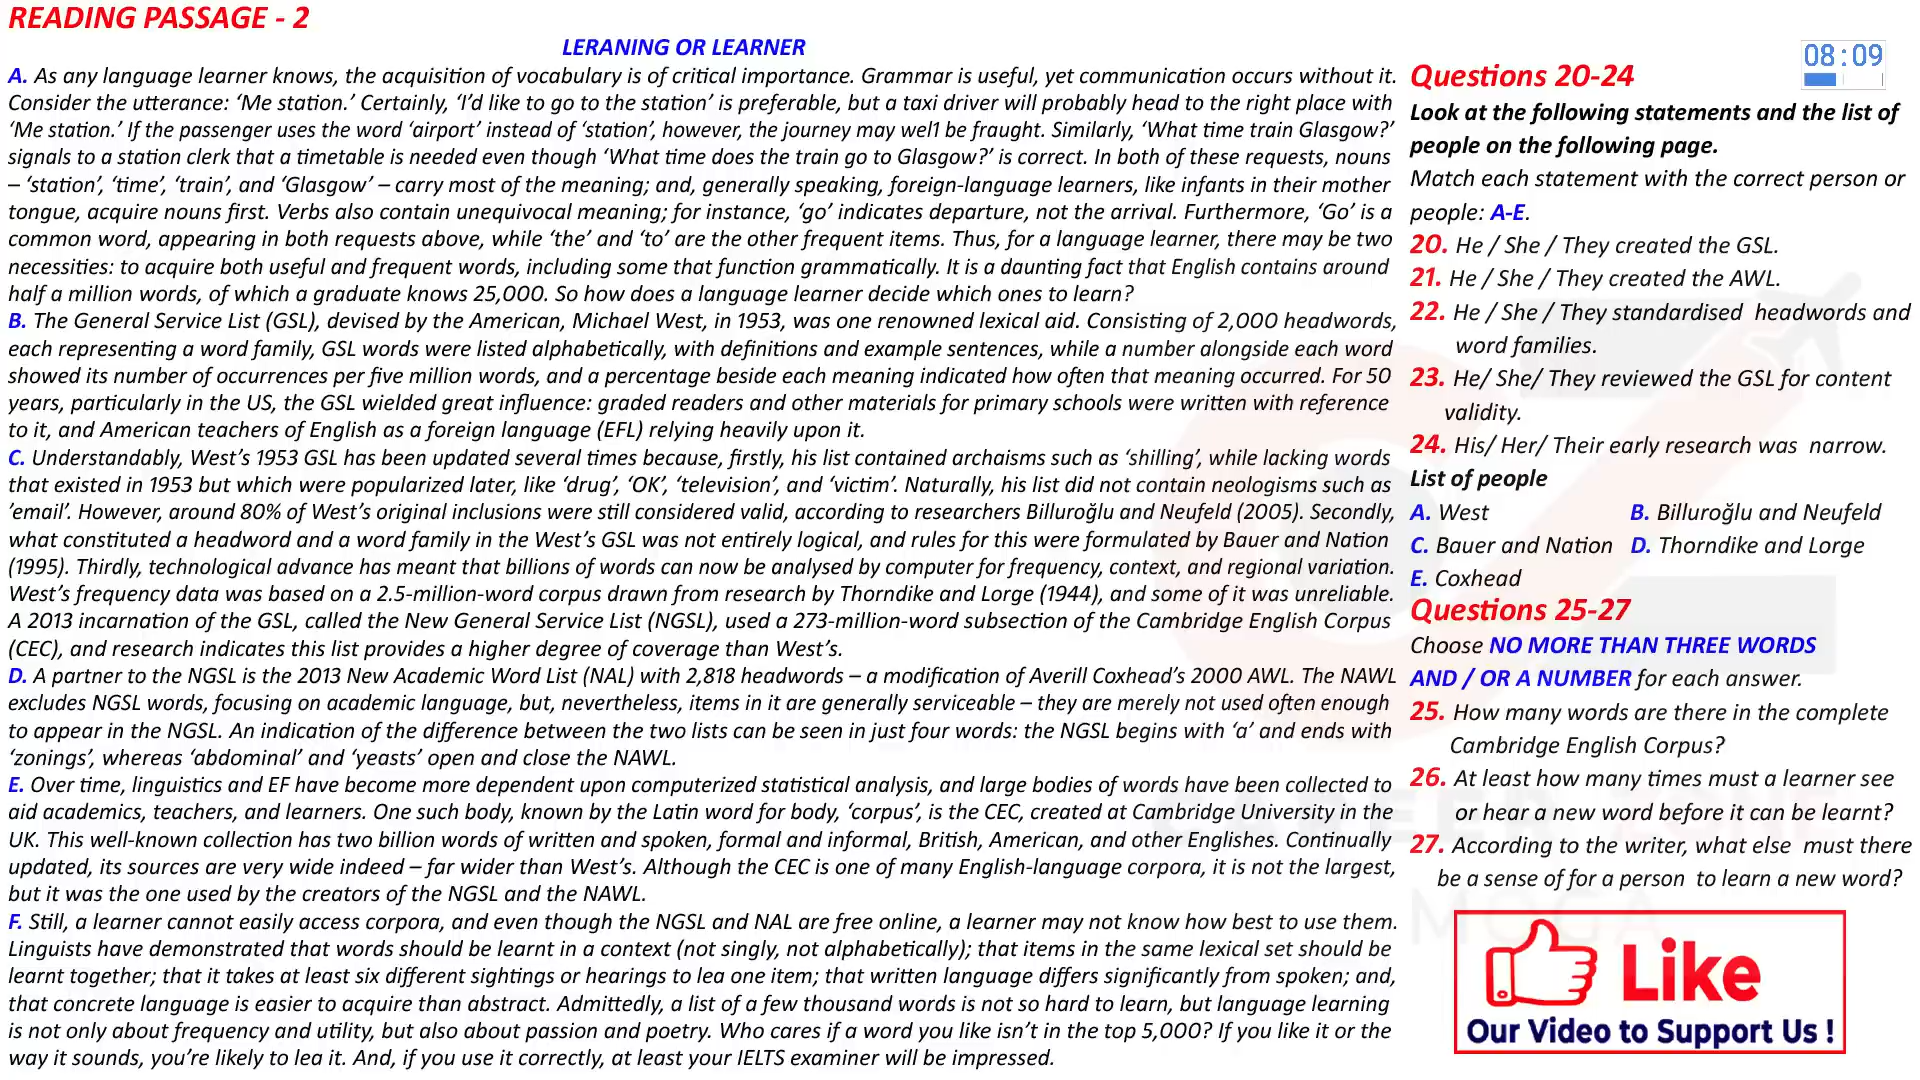 READING PASSAGE - 2
LERANING OR LEARNER
A. As any language learner knows, the acquisition of vocabulary is of critical importance. Grammar is useful, yet communication occurs without it.
Consider the utterance: ‘Me station.’ Certainly, ‘I’d like to go to the station’ is preferable, but a taxi driver will probably head to the right place with
‘Me station.’ If the passenger uses the word ‘airport’ instead of ‘station’, however, the journey may wel1 be fraught. Similarly, ‘What time train Glasgow?’
signals to a station clerk that a timetable is needed even though ‘What time does the train go to Glasgow?’ is correct. In both of these requests, nouns
– ‘station’, ‘time’, ‘train’, and ‘Glasgow’ – carry most of the meaning; and, generally speaking, foreign-language learners, like infants in their mother
tongue, acquire nouns first. Verbs also contain unequivocal meaning; for instance, ‘go’ indicates departure, not the arrival. Furthermore, ‘Go’ is a
common word, appearing in both requests above, while ‘the’ and ‘to’ are the other frequent items. Thus, for a language learner, there may be two
necessities: to acquire both useful and frequent words, including some that function grammatically. It is a daunting fact that English contains around
half a million words, of which a graduate knows 25,000. So how does a language learner decide which ones to learn?
B. The General Service List (GSL), devised by the American, Michael West, in 1953, was one renowned lexical aid. Consisting of 2,000 headwords,
each representing a word family, GSL words were listed alphabetically, with definitions and example sentences, while a number alongside each word
showed its number of occurrences per five million words, and a percentage beside each meaning indicated how often that meaning occurred. For 50
years, particularly in the US, the GSL wielded great influence: graded readers and other materials for primary schools were written with reference
to it, and American teachers of English as a foreign language (EFL) relying heavily upon it.
C. Understandably, West’s 1953 GSL has been updated several times because, firstly, his list contained archaisms such as ‘shilling’, while lacking words
that existed in 1953 but which were popularized later, like ‘drug’, ‘OK’, ‘television’, and ‘victim’. Naturally, his list did not contain neologisms such as
’email’. However, around 80% of West’s original inclusions were still considered valid, according to researchers Billuroğlu and Neufeld (2005). Secondly,
what constituted a headword and a word family in the West’s GSL was not entirely logical, and rules for this were formulated by Bauer and Nation
(1995). Thirdly, technological advance has meant that billions of words can now be analysed by computer for frequency, context, and regional variation.
West’s frequency data was based on a 2.5-million-word corpus drawn from research by Thorndike and Lorge (1944), and some of it was unreliable.
A 2013 incarnation of the GSL, called the New General Service List (NGSL), used a 273-million-word subsection of the Cambridge English Corpus
(CEC), and research indicates this list provides a higher degree of coverage than West’s.
D. A partner to the NGSL is the 2013 New Academic Word List (NAL) with 2,818 headwords – a modification of Averill Coxhead’s 2000 AWL. The NAWL
excludes NGSL words, focusing on academic language, but, nevertheless, items in it are generally serviceable – they are merely not used often enough
to appear in the NGSL. An indication of the difference between the two lists can be seen in just four words: the NGSL begins with ‘a’ and ends with
‘zonings’, whereas ‘abdominal’ and ‘yeasts’ open and close the NAWL.
E. Over time, linguistics and EF have become more dependent upon computerized statistical analysis, and large bodies of words have been collected to
aid academics, teachers, and learners. One such body, known by the Latin word for body, ‘corpus’, is the CEC, created at Cambridge University in the
UK. This well-known collection has two billion words of written and spoken, formal and informal, British, American, and other Englishes. Continually
updated, its sources are very wide indeed – far wider than West’s. Although the CEC is one of many English-language corpora, it is not the largest,
but it was the one used by the creators of the NGSL and the NAWL.
F. Still, a learner cannot easily access corpora, and even though the NGSL and NAL are free online, a learner may not know how best to use them.
Linguists have demonstrated that words should be learnt in a context (not singly, not alphabetically); that items in the same lexical set should be
learnt together; that it takes at least six different sightings or hearings to lea one item; that written language differs significantly from spoken; and,
that concrete language is easier to acquire than abstract. Admittedly, a list of a few thousand words is not so hard to learn, but language learning
is not only about frequency and utility, but also about passion and poetry. Who cares if a word you like isn’t in the top 5,000? If you like it or the
way it sounds, you’re likely to lea it. And, if you use it correctly, at least your IELTS examiner will be impressed.
08:09
Questions 20-24
Look at the following statements and the list of
people on the following page.
Match each statement with the correct person or
people: A-E.
20. He / She / They created the GSL.
21. He / She / They created the AWL.
22. He / She / They standardised headwords and
word families.
23. He/ She/ They reviewed the GSL for content
validity.
24. His/ Her/ Their early research was narrow.
List of people
A. West B. Billuroğlu and Neufeld
C. Bauer and Nation D. Thorndike and Lorge
E. Coxhead
Questions 25-27
Choose NO MORE THAN THREE WORDS
AND / OR A NUMBER for each answer.
25. How many words are there in the complete
Cambridge English Corpus?
26. At least how many times must a learner see
or hear a new word before it can be learnt?
27. According to the writer, what else must there
be a sense of for a person to learn a new word?
MOGA
Like
Our Video to Support Us !